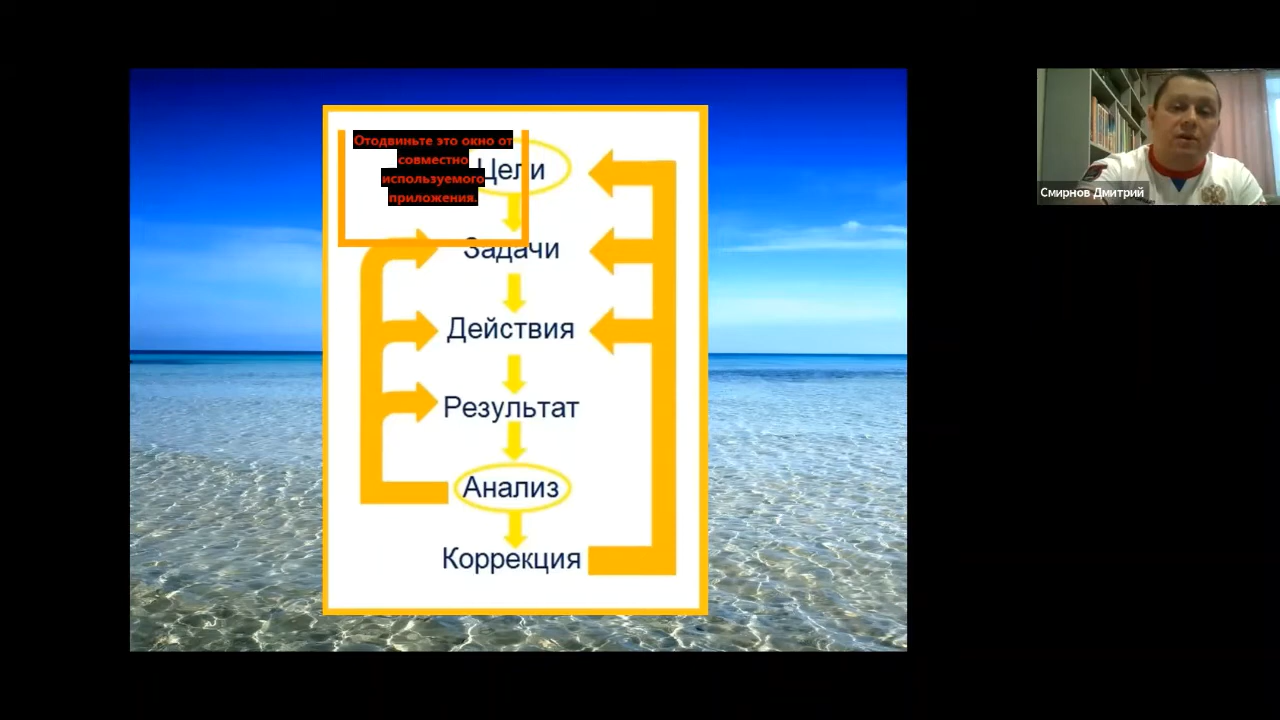 Отодвиньте это окно от
совместно
используемого
приложения.
Цели
Задачи
Действия
Результат
Анализ
Коррекция
Смирнов Дмитрий